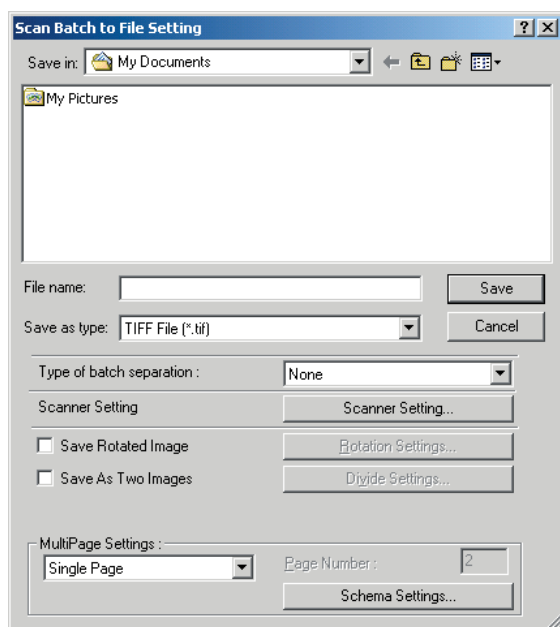 Scan Batch to File Setting
Save in: My Documents
My Pictures
File name: Save
Save as type: TIFF File (*.tif) Cancel
Type of batch separation : None
Scanner Setting Scanner Setting...
Save Rotated Image Rotation Settings...
Save As Two Images Divide Settings...
MultiPage Settings :
Single Page Page Number : 2
Schema Settings...